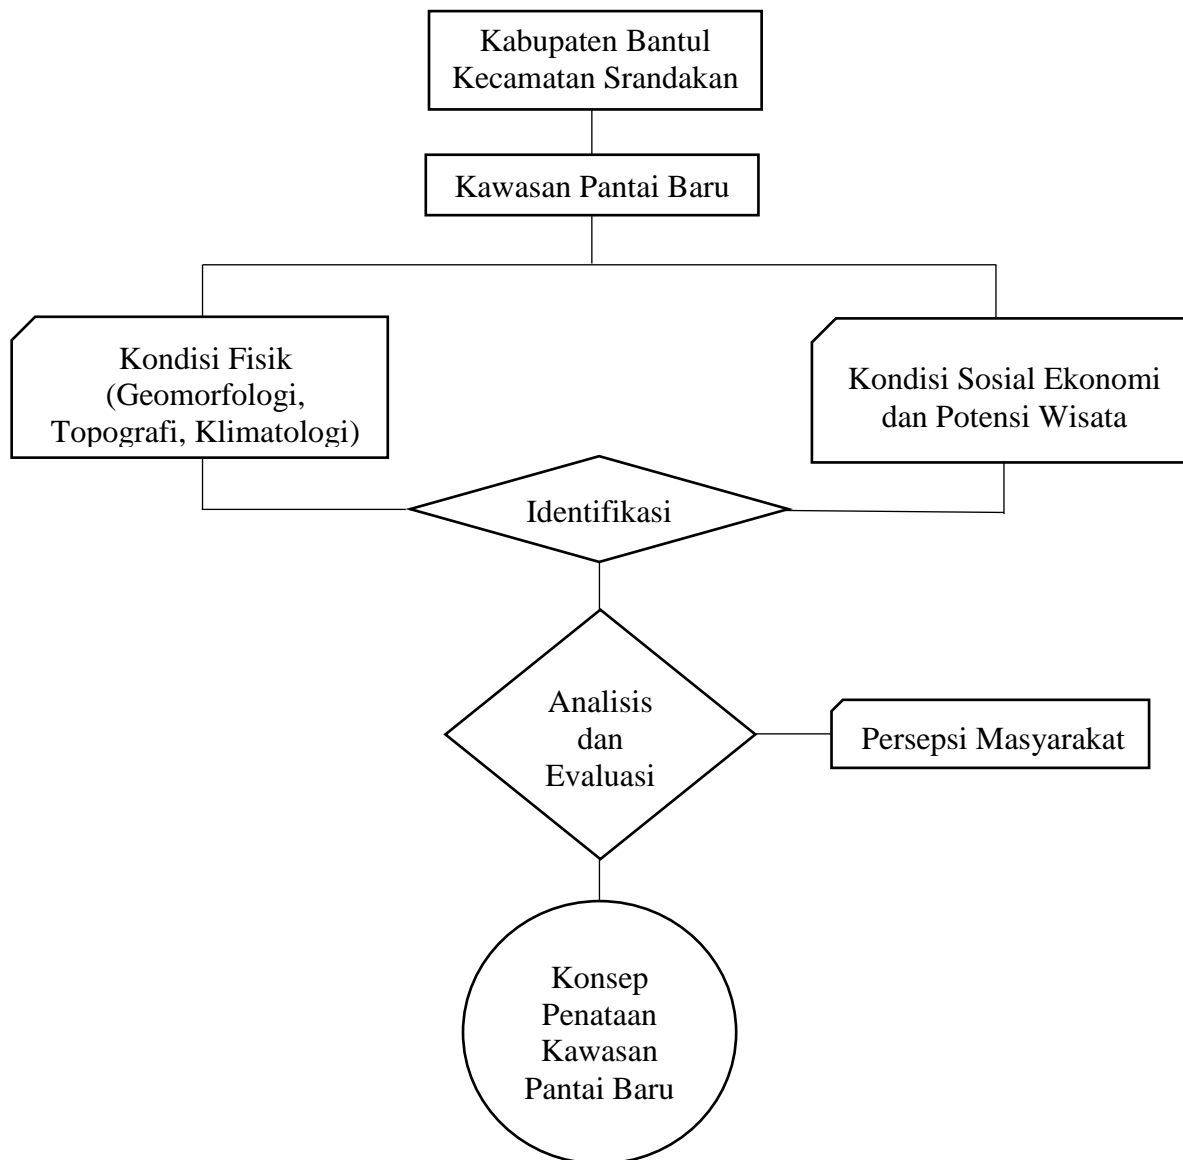 Kabupaten Bantul
Kecamatan Srandakan
Kawasan Pantai Baru
Kondisi Fisik
(Geomorfologi,
Topografi, Klimatologi)
Kondisi Sosial Ekonomi
dan Potensi Wisata
Identifikasi
Analisis
dan
Evaluasi
Persepsi Masyarakat
Konsep
Penataan
Kawasan
Pantai Baru